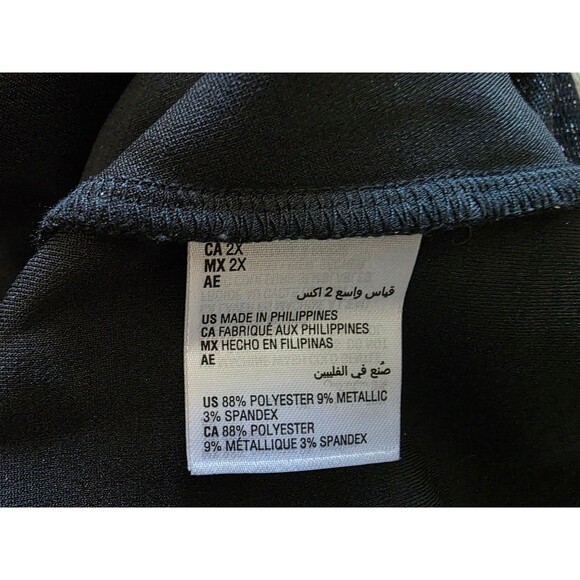 CA 2X
MX 2X
AE
قياس واسع 2 اكس
US MADE IN PHILIPPINES
CA FABRIQUÉ AUX PHILIPPINES
MX HECHO EN FILIPINAS
AE
صُنع في الفلبين
US 88% POLYESTER 9% METALLIC
3% SPANDEX
CA 88% POLYESTER
9% MÉTALLIQUE 3% SPANDEX